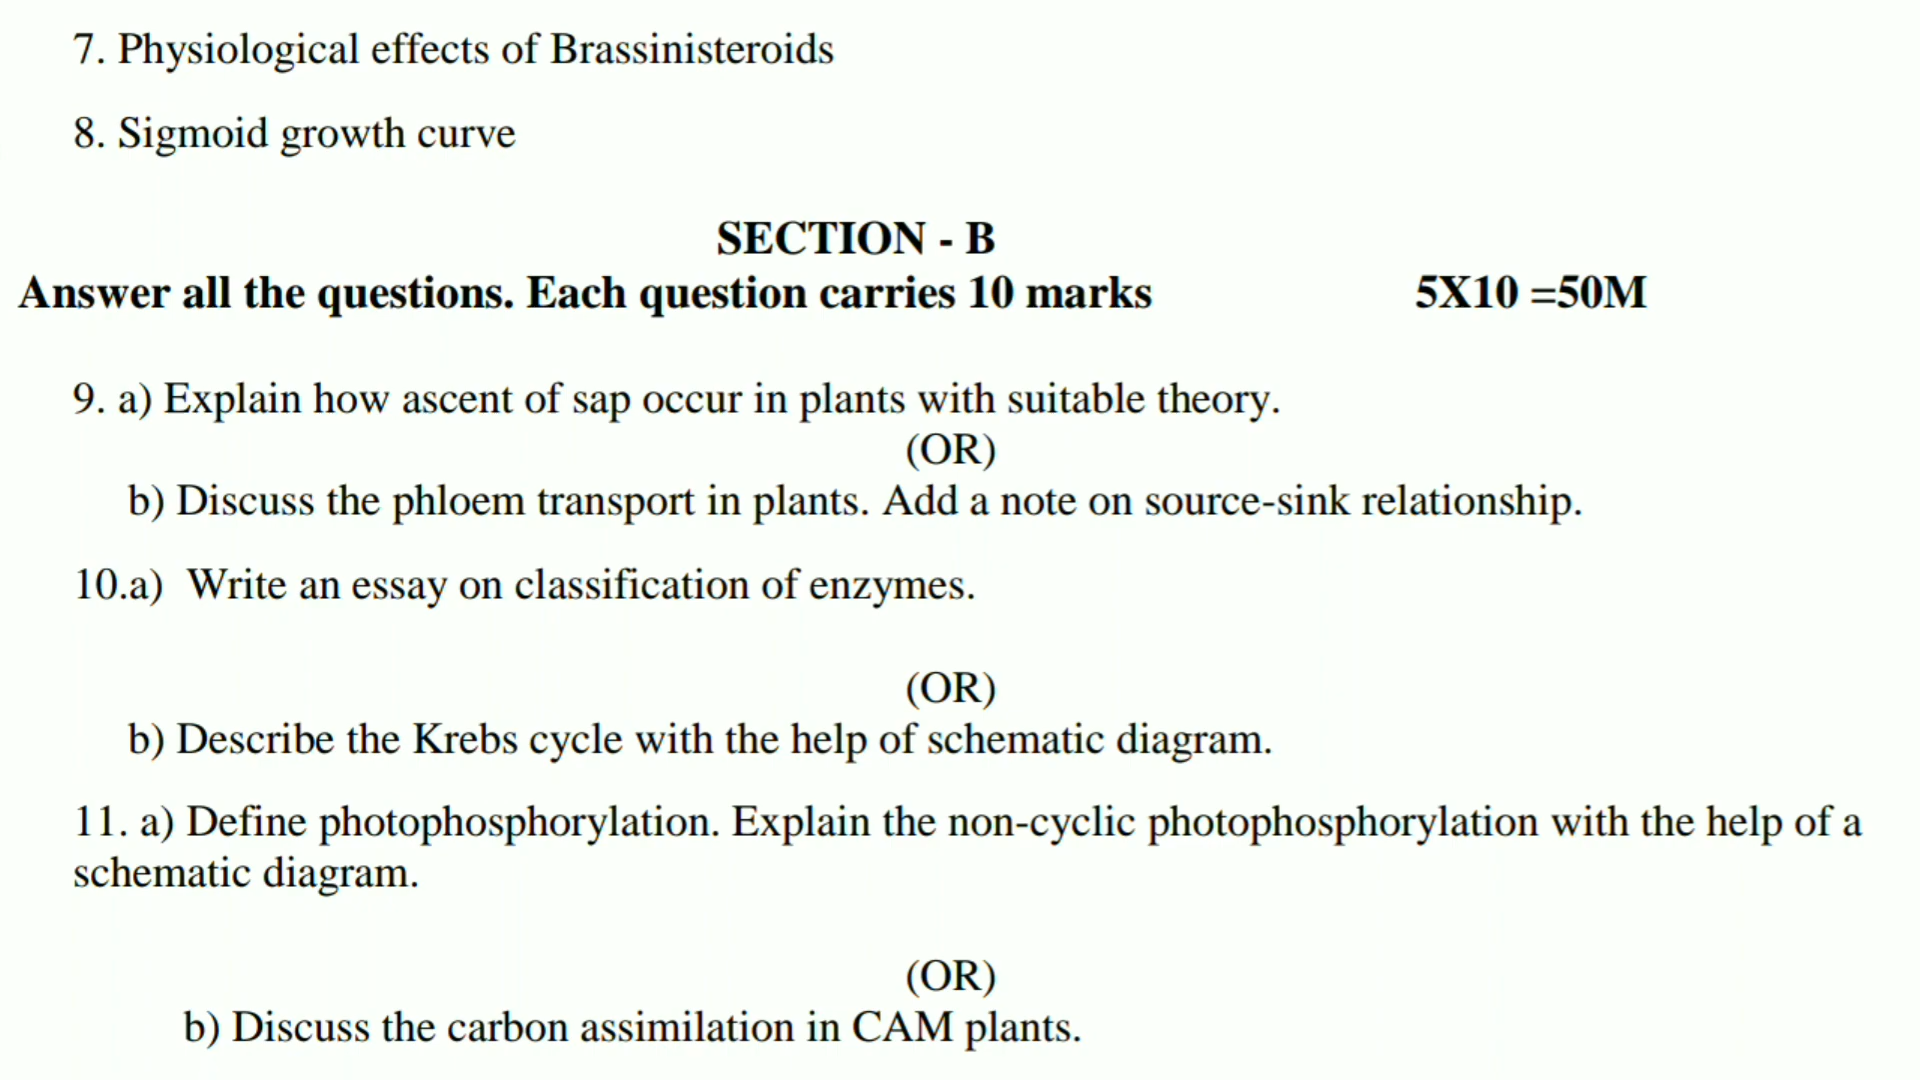 7. Physiological effects of Brassinisteroids
8. Sigmoid growth curve
SECTION - B
Answer all the questions. Each question carries 10 marks 5X10 =50M
9. a) Explain how ascent of sap occur in plants with suitable theory.
(OR)
b) Discuss the phloem transport in plants. Add a note on source-sink relationship.
10.a) Write an essay on classification of enzymes.
(OR)
b) Describe the Krebs cycle with the help of schematic diagram.
11. a) Define photophosphorylation. Explain the non-cyclic photophosphorylation with the help of a
schematic diagram.
(OR)
b) Discuss the carbon assimilation in CAM plants.